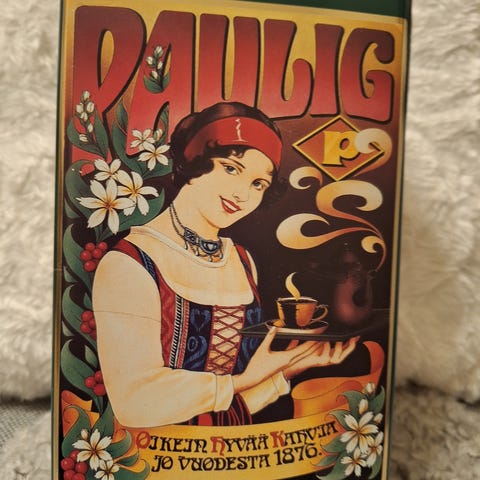 PAULIG
P
OIKEIN HYVÄÄ KAHVIA
JO VUODESTA 1876.